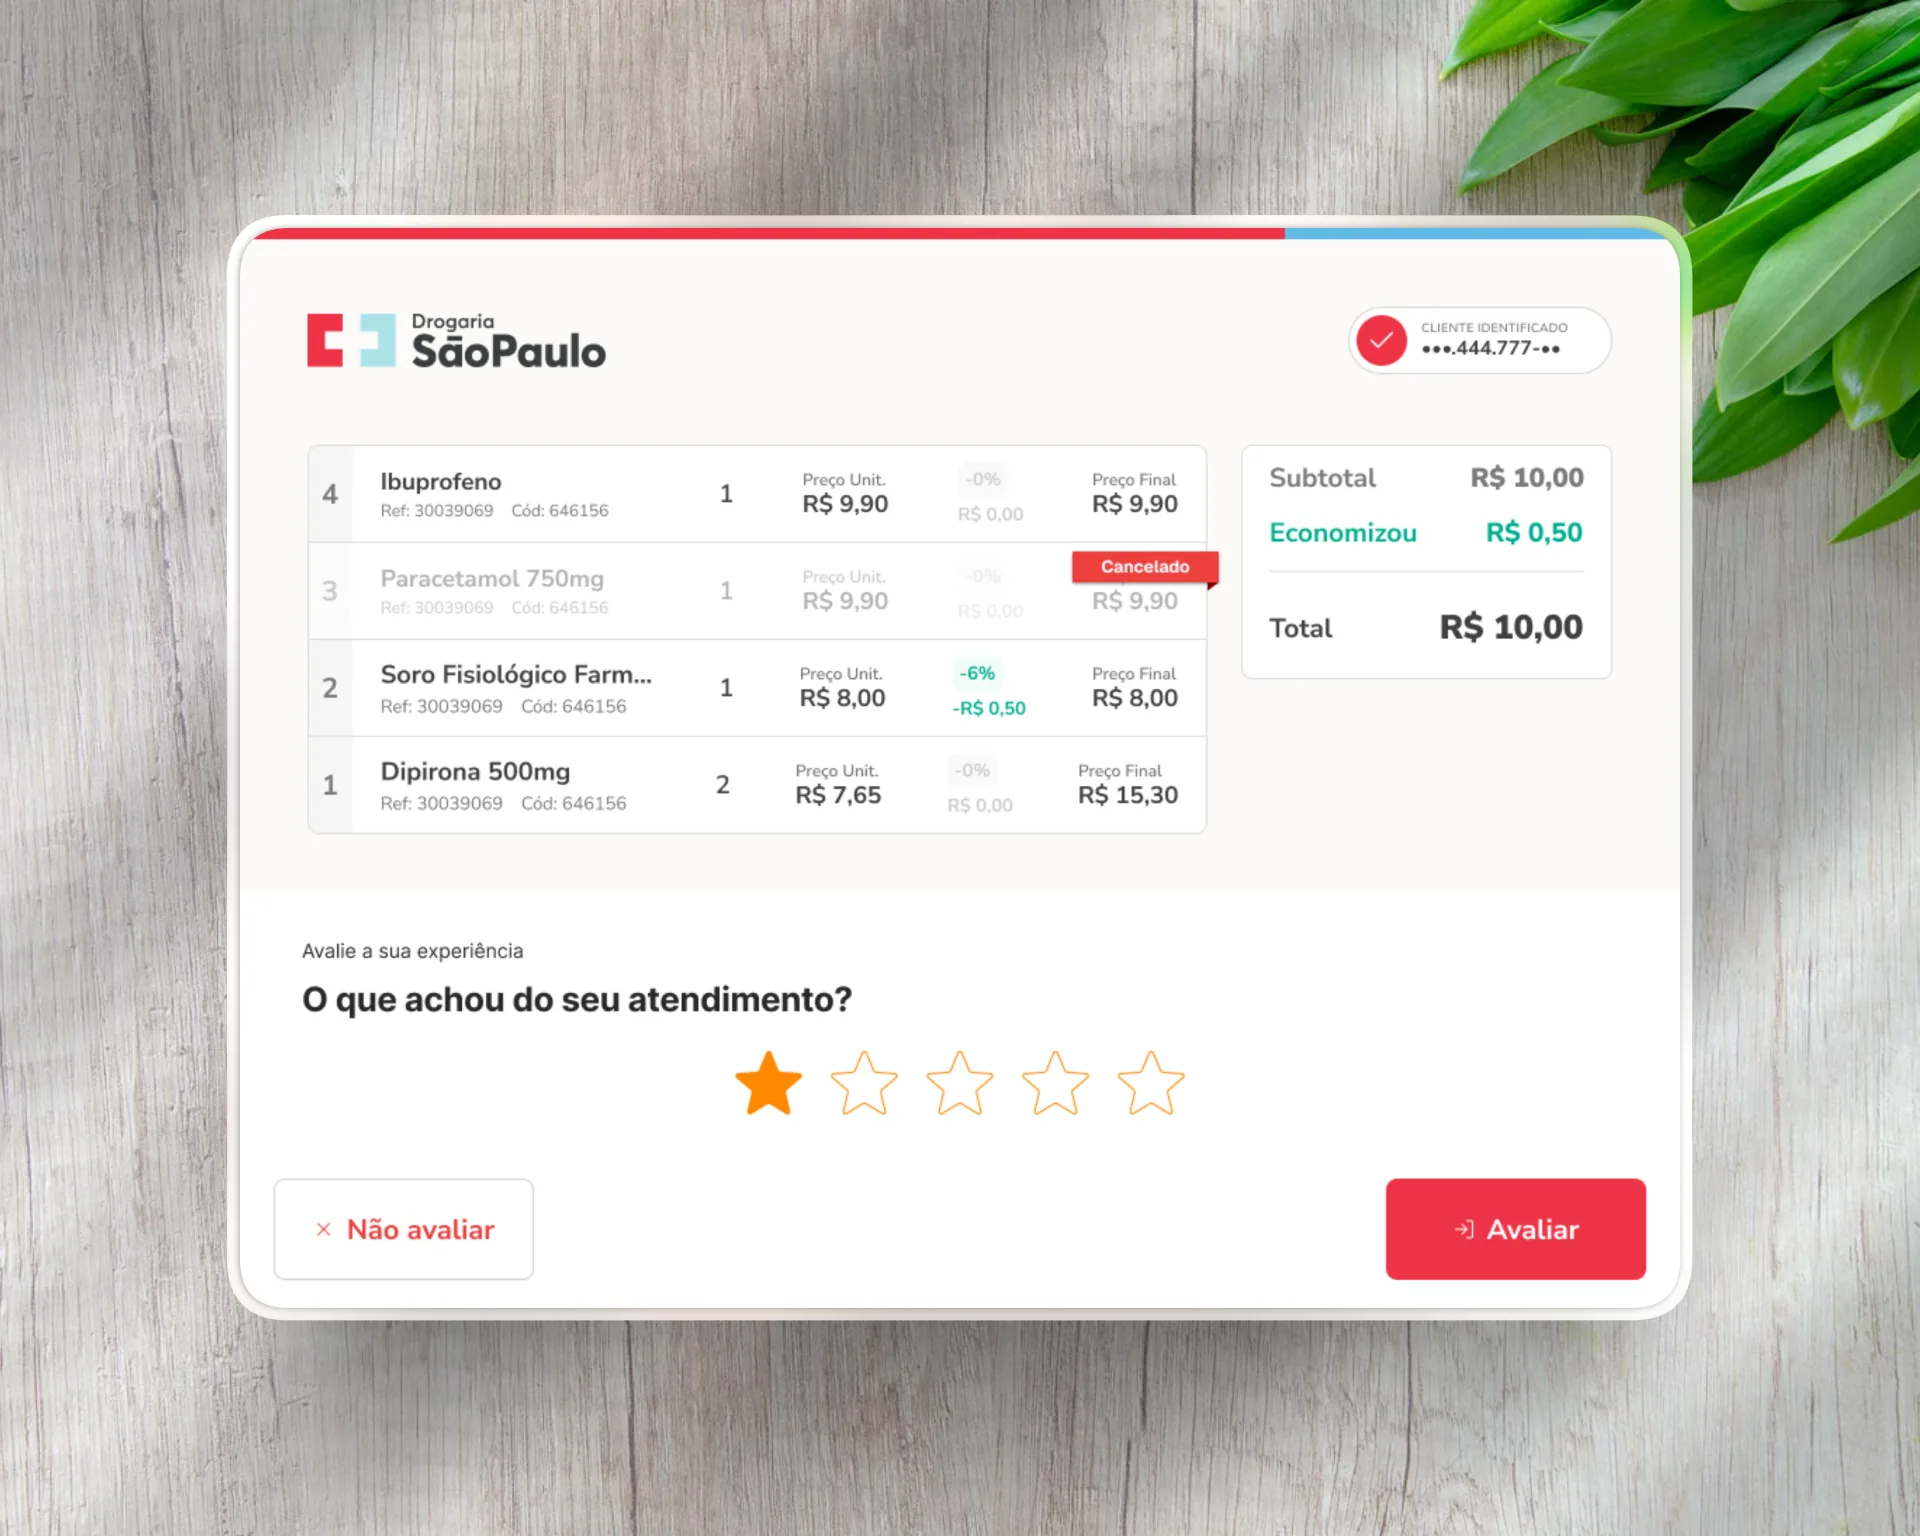 Drogaria
SãoPaulo
CLIENTE IDENTIFICADO
•••.444.777-••
4 Ibuprofeno 1 Preço Unit. -0% Preço Final
Ref: 30039069 Cód: 646156 R$ 9,90 R$ 0,00 R$ 9,90
Cancelado
3 Paracetamol 750mg 1 Preço Unit. -0%
Ref: 30039069 Cód: 646156 R$ 9,90 R$ 0,00 R$ 9,90
2 Soro Fisiológico Farm... 1 Preço Unit. -6% Preço Final
Ref: 30039069 Cód: 646156 R$ 8,00 -R$ 0,50 R$ 8,00
1 Dipirona 500mg 2 Preço Unit. -0% Preço Final
Ref: 30039069 Cód: 646156 R$ 7,65 R$ 0,00 R$ 15,30
Subtotal R$ 10,00
Economizou R$ 0,50
Total R$ 10,00
Avalie a sua experiência
O que achou do seu atendimento?
Não avaliar
Avaliar